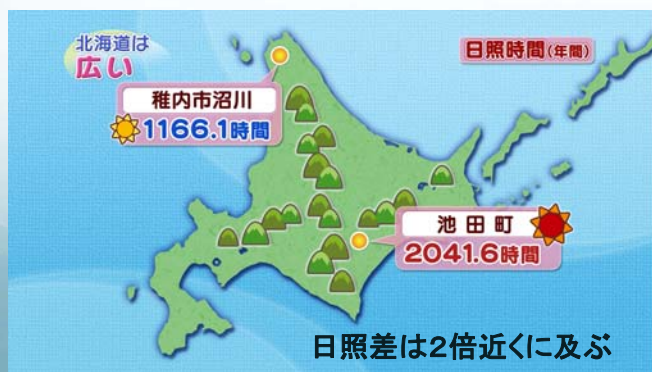 北海道は
広い
日照時間(年間)
稚内市沼川
1166.1時間
池田町
2041.6時間
日照差は2倍近くに及ぶ